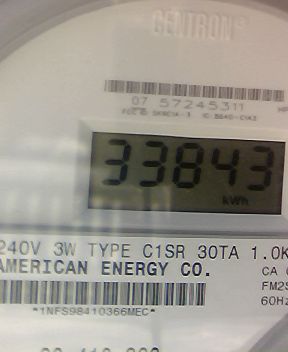 CENTRON®
07 57245311
33843
kWh
240V 3W TYPE C1SR 30TA 1.0K
AMERICAN ENERGY CO.
CA
FM2S
60Hz
*1NFS98410366MEC*